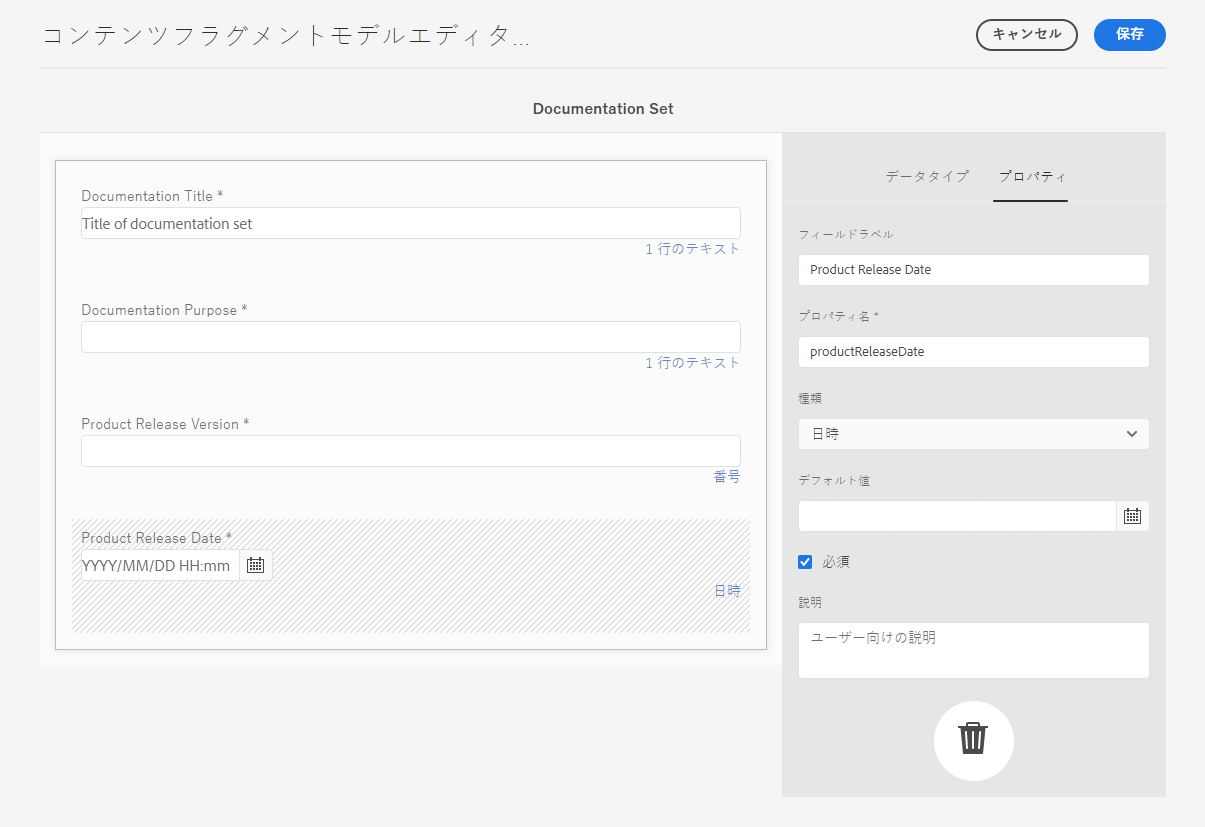 コンテンツフラグメントモデルエディタ...
キャンセル
保存
Documentation Set
Documentation Title *
Title of documentation set
1 行のテキスト
Documentation Purpose *
1 行のテキスト
Product Release Version *
番号
Product Release Date *
YYYY/MM/DD HH:mm
日時
データタイプ
プロパティ
フィールドラベル
Product Release Date
プロパティ名 *
productReleaseDate
種類
日時
デフォルト値
必須
説明
ユーザー向けの説明